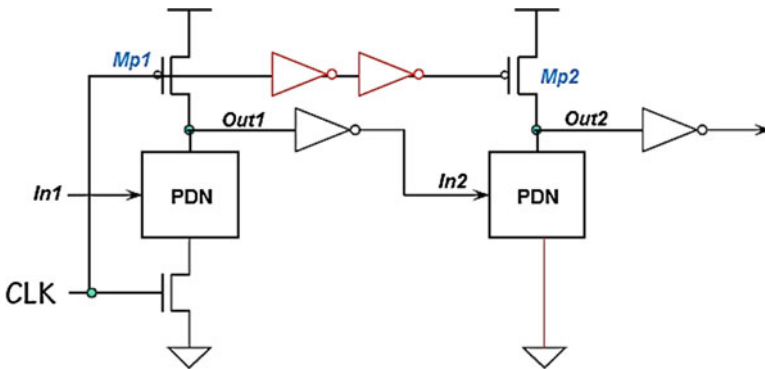 Mp1
Mp2
Out1
Out2
In1
PDN
In2
PDN
CLK